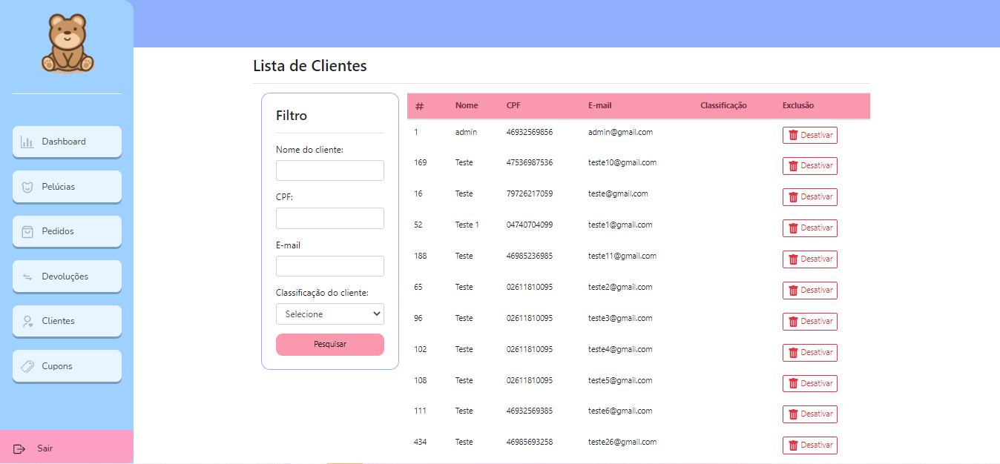 Dashboard
Pelúcias
Pedidos
Devoluções
Clientes
Cupons
Sair
Lista de Clientes
Filtro
Nome do cliente:
CPF:
E-mail
Classificação do cliente:
Selecione
Pesquisar
# Nome CPF E-mail Classificação Exclusão
1 admin 46932569856 admin@gmail.com Desativar
169 Teste 47536987536 teste10@gmail.com Desativar
16 Teste 79726217059 teste@gmail.com Desativar
52 Teste 1 04740704099 teste1@gmail.com Desativar
188 Teste 46985236985 teste11@gmail.com Desativar
65 Teste 02611810095 teste2@gmail.com Desativar
96 Teste 02611810095 teste3@gmail.com Desativar
102 Teste 02611810095 teste4@gmail.com Desativar
108 Teste 02611810095 teste5@gmail.com Desativar
111 Teste 46932569385 teste6@gmail.com Desativar
434 Teste 46985693258 teste26@gmail.com Desativar